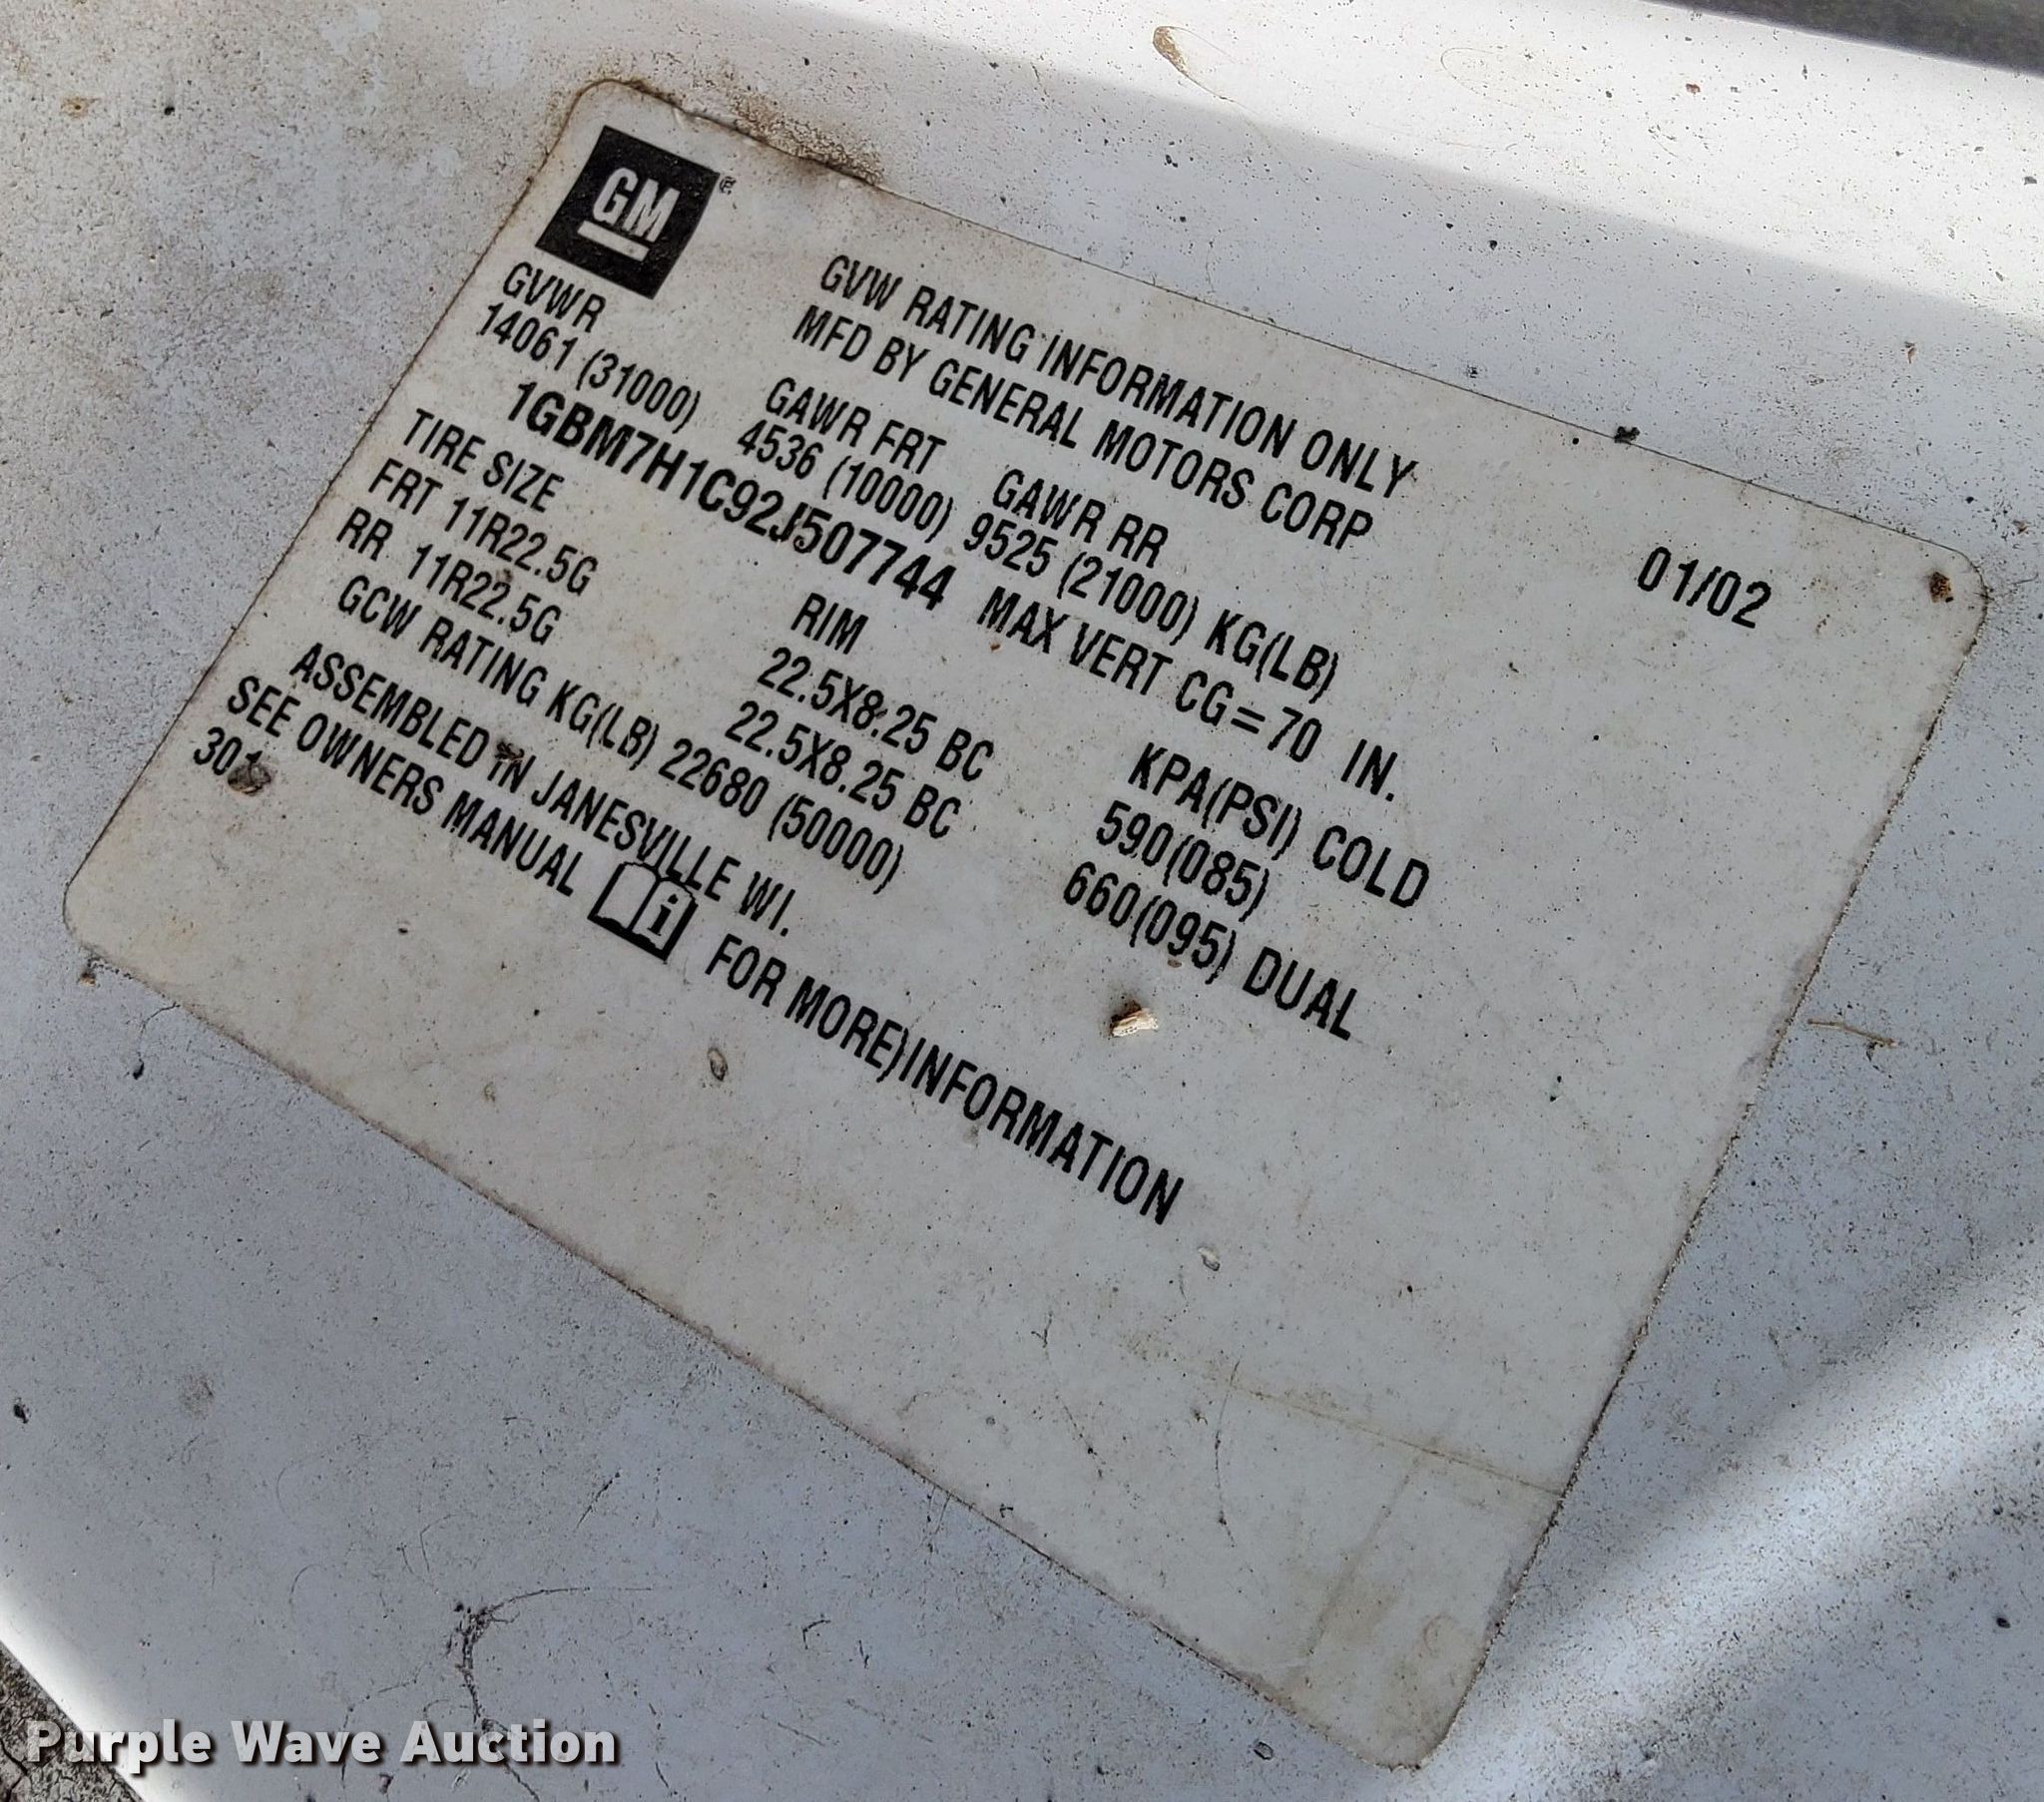 GM
GVW RATING INFORMATION ONLY
MFD BY GENERAL MOTORS CORP
01/02
GVWR GAWR FRT GAWR RR
14061 (31000) 4536 (10000) 9525 (21000) KG(LB)
1GBM7H1C92J507744 MAX VERT CG=70 IN.
TIRE SIZE RIM KPA(PSI) COLD
FRT 11R22.5G 22.5X8.25 BC 590(085)
RR 11R22.5G 22.5X8.25 BC 660(095) DUAL
GCW RATING KG(LB) 22680 (50000)
ASSEMBLED IN JANESVILLE WI.
SEE OWNERS MANUAL i FOR MORE)INFORMATION
301
Purple Wave Auction